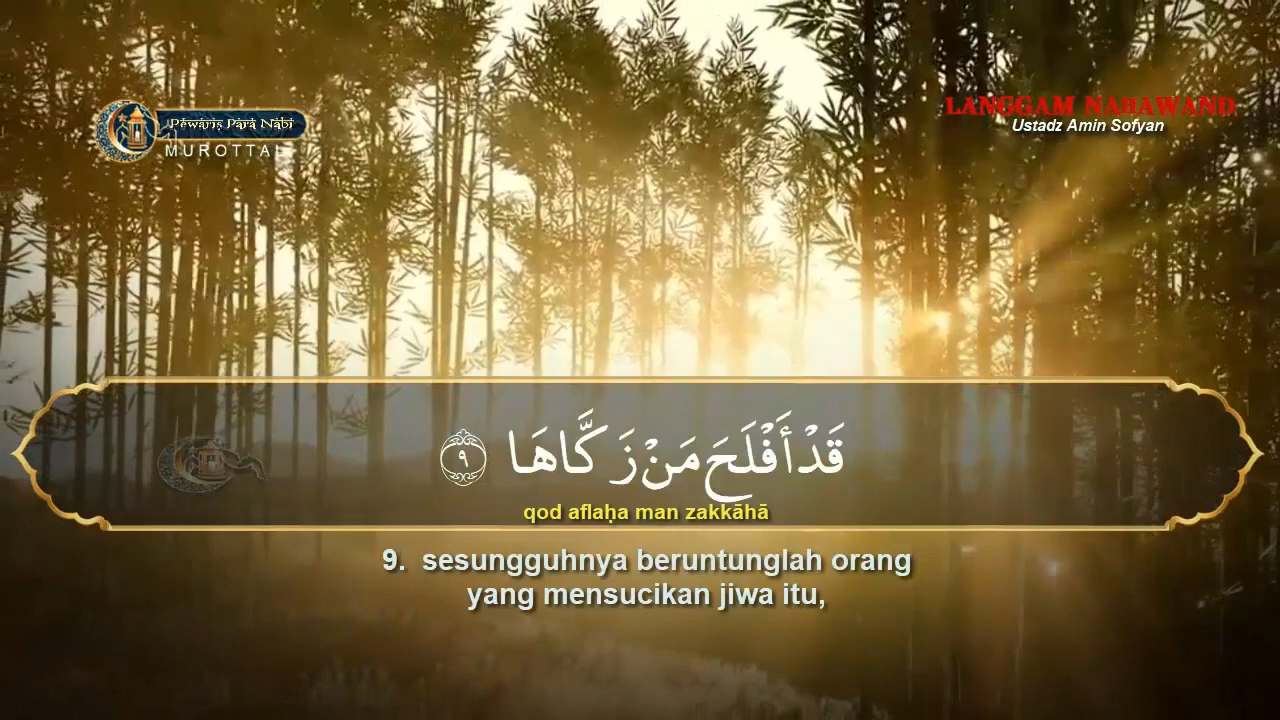 Pewaris Para Nabi
MUROTTAL
LANGGAM NAHAWAND
Ustadz Amin Sofyan
قَدْ أَفْلَحَ مَنْ زَكَّاهَا ٩
qod aflaḥa man zakkāhā
9. sesungguhnya beruntunglah orang
yang mensucikan jiwa itu,